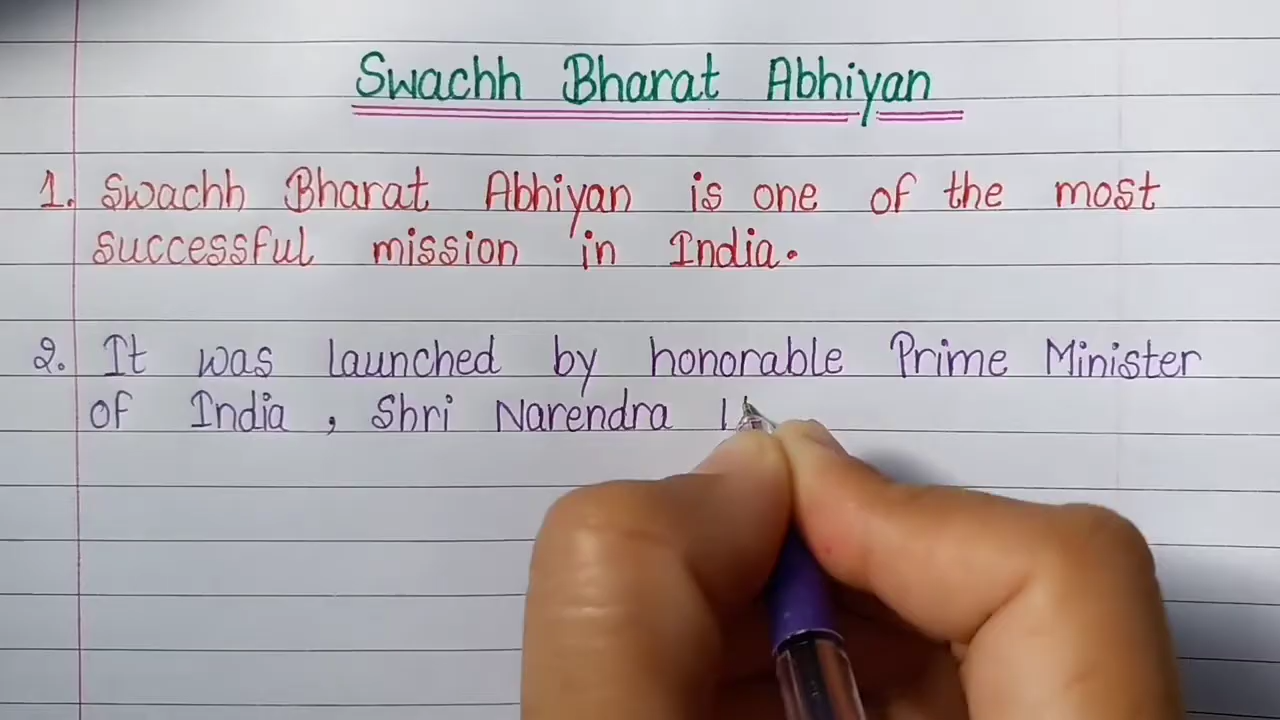 Swachh Bharat Abhiyan
1. Swachh Bharat Abhiyan is one of the most
successful mission in India.
2. It was launched by honorable Prime Minister
of India, Shri Narendra